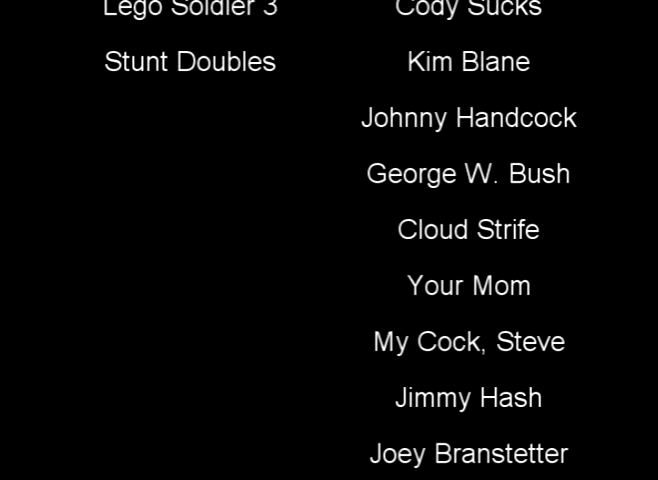 Lego Soldier 3 Cody Sucks
Stunt Doubles Kim Blane
Johnny Handcock
George W. Bush
Cloud Strife
Your Mom
My Cock, Steve
Jimmy Hash
Joey Branstetter